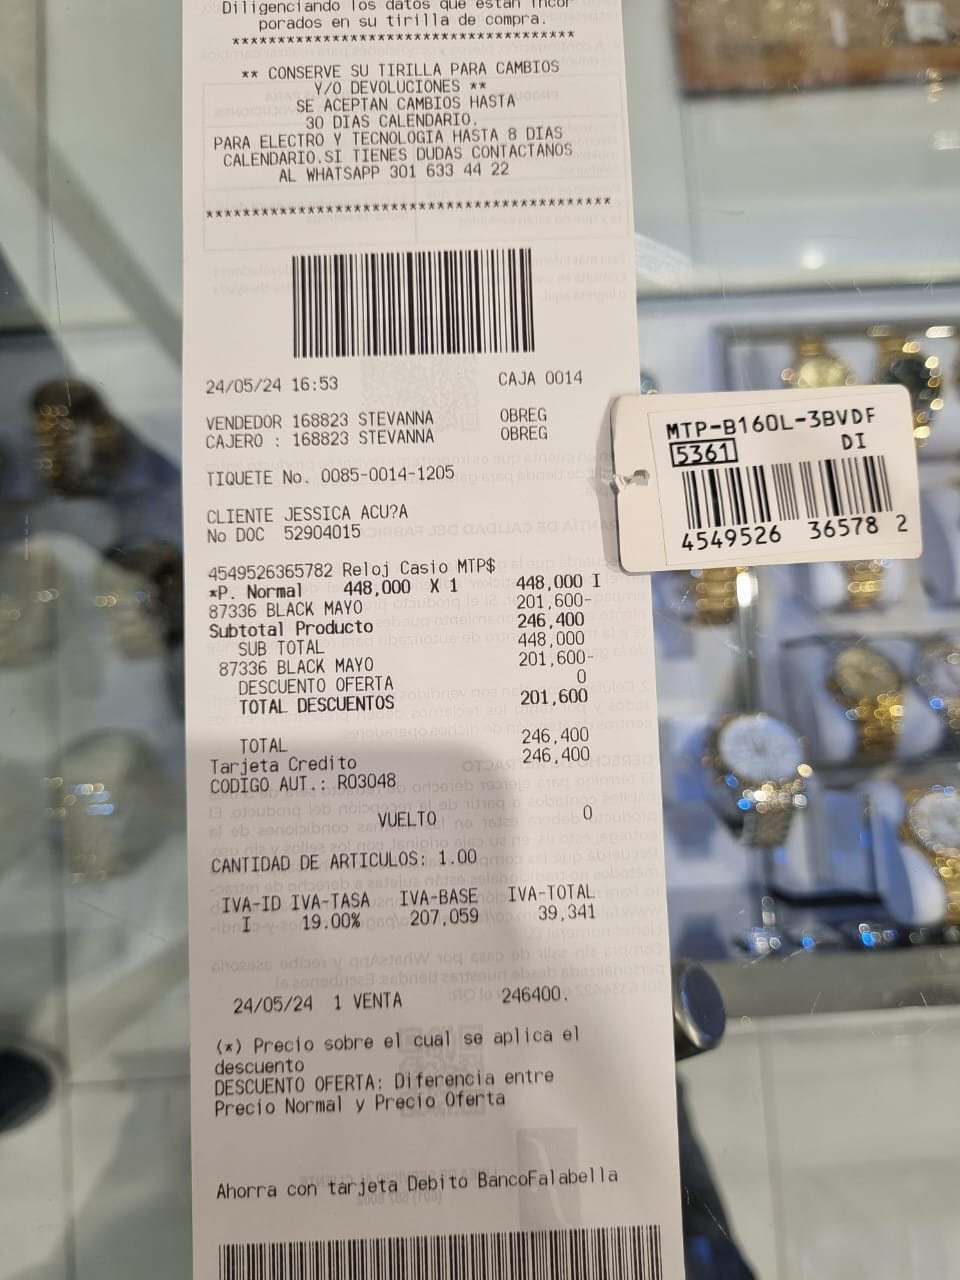 Diligenciando los datos que estan incor
porados en su tirilla de compra.
************************************
** CONSERVE SU TIRILLA PARA CAMBIOS
Y/O DEVOLUCIONES **
SE ACEPTAN CAMBIOS HASTA
30 DIAS CALENDARIO.
PARA ELECTRO Y TECNOLOGIA HASTA 8 DIAS
CALENDARIO.SI TIENES DUDAS CONTACTANOS
AL WHATSAPP 301 633 44 22
******************************************
24/05/24 16:53 CAJA 0014
VENDEDOR 168823 STEVANNA OBREG
CAJERO : 168823 STEVANNA OBREG
TIQUETE No. 0085-0014-1205
CLIENTE JESSICA ACU?A
No DOC 52904015
4549526365782 Reloj Casio MTP$
*P. Normal 448,000 X 1 448,000 I
87336 BLACK MAYO 201,600-
Subtotal Producto 246,400
SUB TOTAL 448,000
87336 BLACK MAYO 201,600-
DESCUENTO OFERTA 0
TOTAL DESCUENTOS 201,600
TOTAL 246,400
Tarjeta Credito 246,400
CODIGO AUT.: R03048
VUELTO 0
CANTIDAD DE ARTICULOS: 1.00
IVA-ID IVA-TASA IVA-BASE IVA-TOTAL
I 19.00% 207,059 39,341
24/05/24 1 VENTA 246400.
(*) Precio sobre el cual se aplica el
descuento
DESCUENTO OFERTA: Diferencia entre
Precio Normal y Precio Oferta
Ahorra con tarjeta Debito BancoFalabella
MTP-B160L-3BVDF
5361 DI
4549526 36578 2